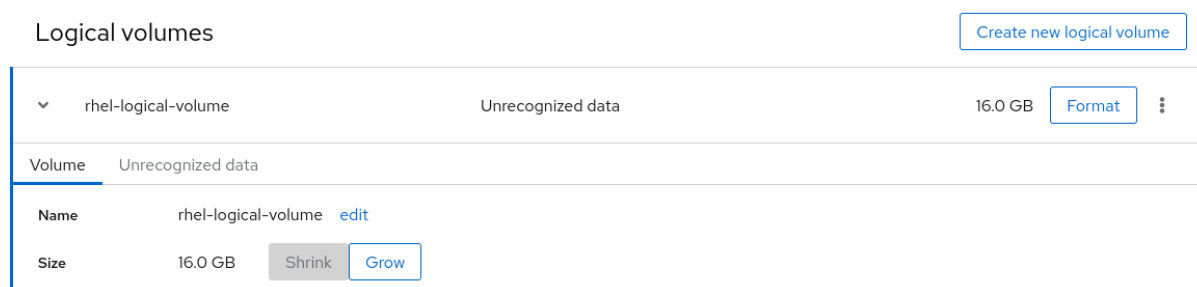 Logical volumes
Create new logical volume
rhel-logical-volume Unrecognized data 16.0 GB Format
Volume Unrecognized data
Name rhel-logical-volume edit
Size 16.0 GB Shrink Grow